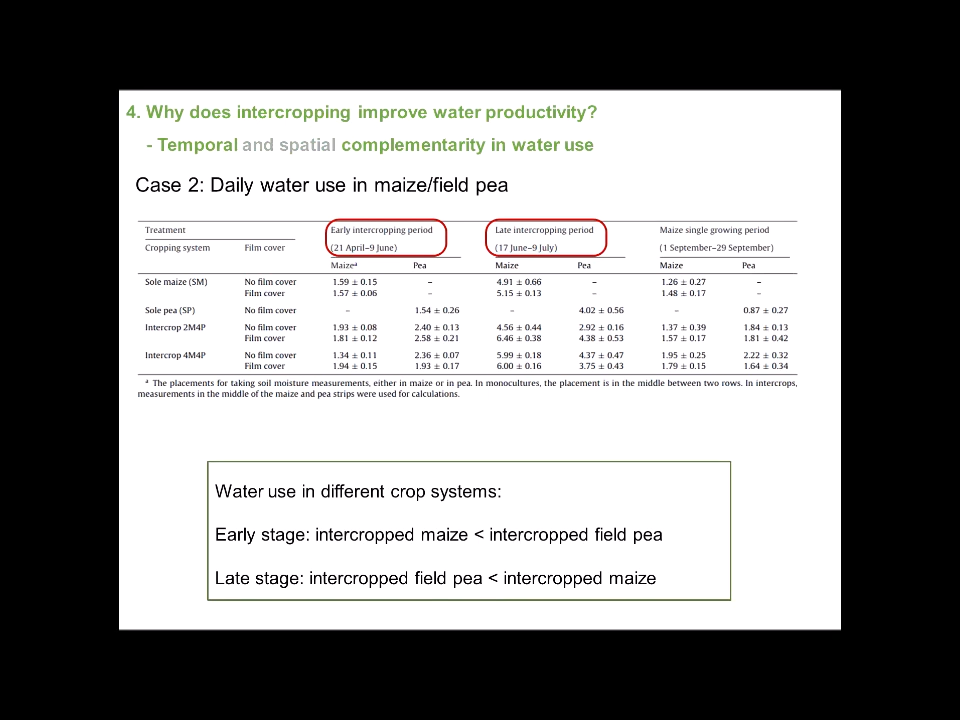 4. Why does intercropping improve water productivity?
- Temporal and spatial complementarity in water use
Case 2: Daily water use in maize/field pea
Treatment Early intercropping period Late intercropping period Maize single growing period
Cropping system Film cover (21 April–9 June) (17 June–9 July) (1 September–29 September)
Maizeᵃ Pea Maize Pea Maize Pea
Sole maize (SM) No film cover 1.59 ± 0.15 – 4.91 ± 0.66 – 1.26 ± 0.27 –
Film cover 1.57 ± 0.06 – 5.15 ± 0.13 – 1.48 ± 0.17 –
Sole pea (SP) No film cover – 1.54 ± 0.26 – 4.02 ± 0.56 – 0.87 ± 0.27
Intercrop 2M4P No film cover 1.93 ± 0.08 2.40 ± 0.13 4.56 ± 0.44 2.92 ± 0.16 1.37 ± 0.39 1.84 ± 0.13
Film cover 1.81 ± 0.12 2.58 ± 0.21 6.46 ± 0.38 4.38 ± 0.53 1.57 ± 0.17 1.81 ± 0.42
Intercrop 4M4P No film cover 1.34 ± 0.11 2.36 ± 0.07 5.99 ± 0.18 4.37 ± 0.47 1.95 ± 0.25 2.22 ± 0.32
Film cover 1.94 ± 0.15 1.93 ± 0.17 6.00 ± 0.16 3.75 ± 0.43 1.79 ± 0.15 1.64 ± 0.34
ᵃ The placements for taking soil moisture measurements, either in maize or in pea. In monocultures, the placement is in the middle between two rows. In intercrops,
measurements in the middle of the maize and pea strips were used for calculations.
Water use in different crop systems:
Early stage: intercropped maize < intercropped field pea
Late stage: intercropped field pea < intercropped maize